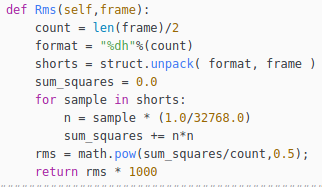 def Rms(self,frame):
    count = len(frame)/2
    format = "%dh"%(count)
    shorts = struct.unpack( format, frame )
    sum_squares = 0.0
    for sample in shorts:
        n = sample * (1.0/32768.0)
        sum_squares += n*n
    rms = math.pow(sum_squares/count,0.5);
    return rms * 1000